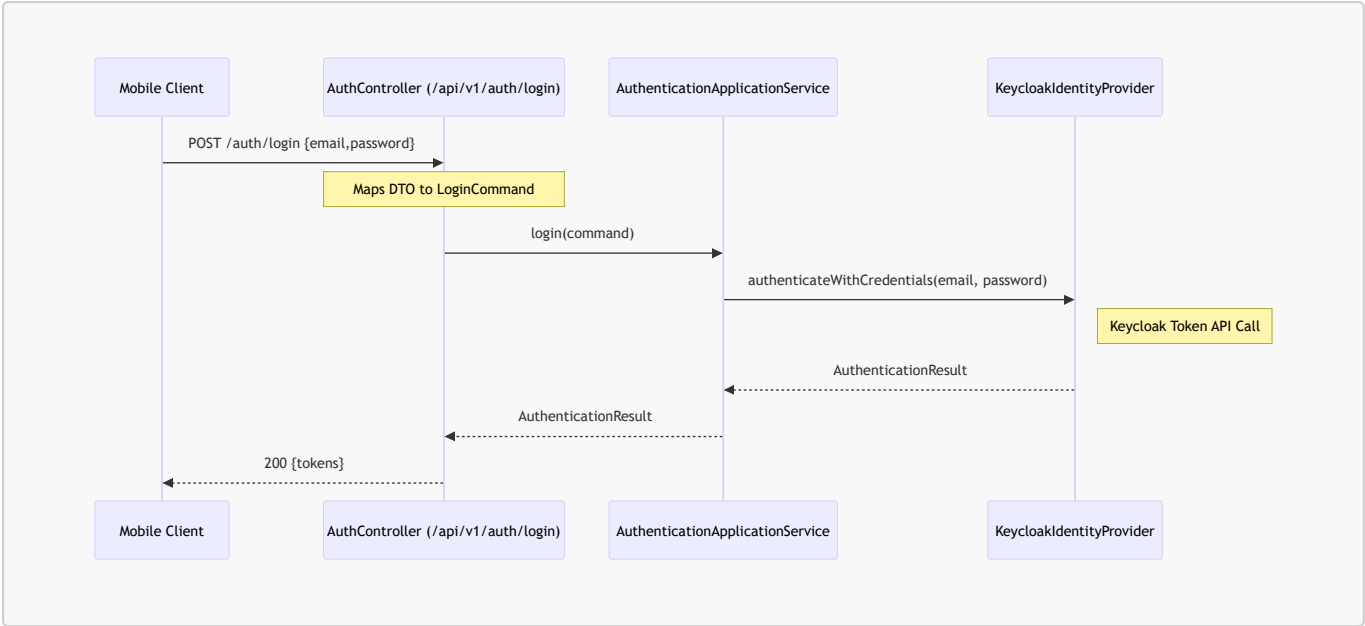 Mobile Client
AuthController (/api/v1/auth/login)
AuthenticationApplicationService
KeycloakIdentityProvider
POST /auth/login {email,password}
Maps DTO to LoginCommand
login(command)
authenticateWithCredentials(email, password)
Keycloak Token API Call
AuthenticationResult
AuthenticationResult
200 {tokens}
Mobile Client
AuthController (/api/v1/auth/login)
AuthenticationApplicationService
KeycloakIdentityProvider